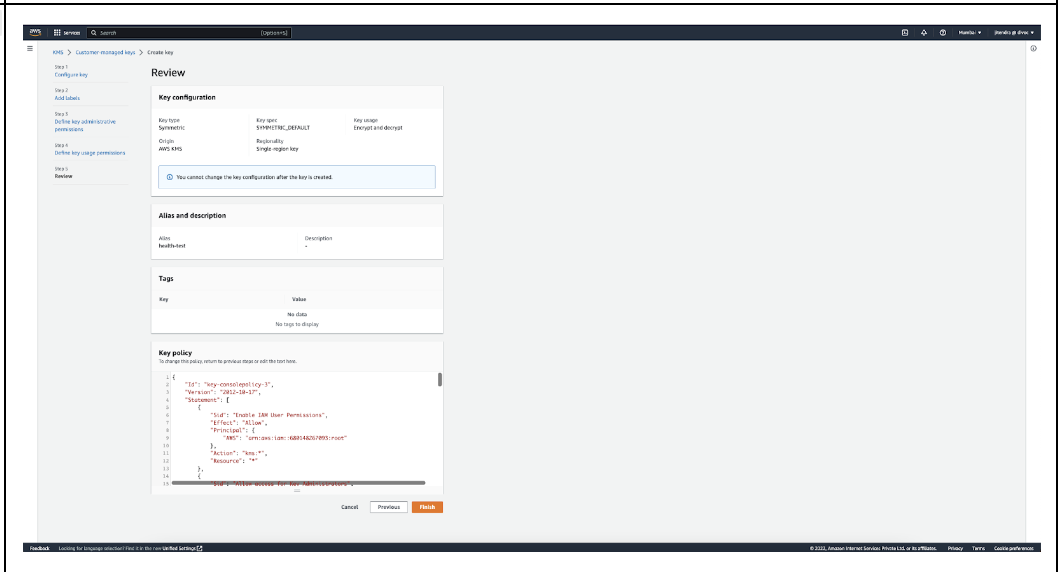 aws Services Search [Option+S] Mumbai ▾
KMS > Customer-managed keys > Create key
Step 1
Configure key
Step 2
Add labels
Step 3
Define key administrative
permissions
Step 4
Define key usage permissions
Step 5
Review
Review
Key configuration
Key type
Symmetric
Key spec
SYMMETRIC_DEFAULT
Key usage
Encrypt and decrypt
Origin
AWS KMS
Regionality
Single-region key
You cannot change the key configuration after the key is created.
Alias and description
Alias
health-test
Description
-
Tags
Key Value
No data
No tags to display
Key policy
To change this policy, return to previous steps or edit the text here.
1 {
2 "Id": "key-consolepolicy-3",
3 "Version": "2012-10-17",
4 "Statement": [
5 {
6 "Sid": "Enable IAM User Permissions",
7 "Effect": "Allow",
8 "Principal": {
9 "AWS": "arn:aws:iam::680148267093:root"
10 },
11 "Action": "kms:*",
12 "Resource": "*"
13 },
14 {
15 "Sid": "Allow access for Key Administrators",
Cancel Previous Finish
Feedback Looking for language selection? Find it in the new Unified Settings © 2022, Amazon Internet Services Private Ltd. or its affiliates. Privacy Terms Cookie preferences